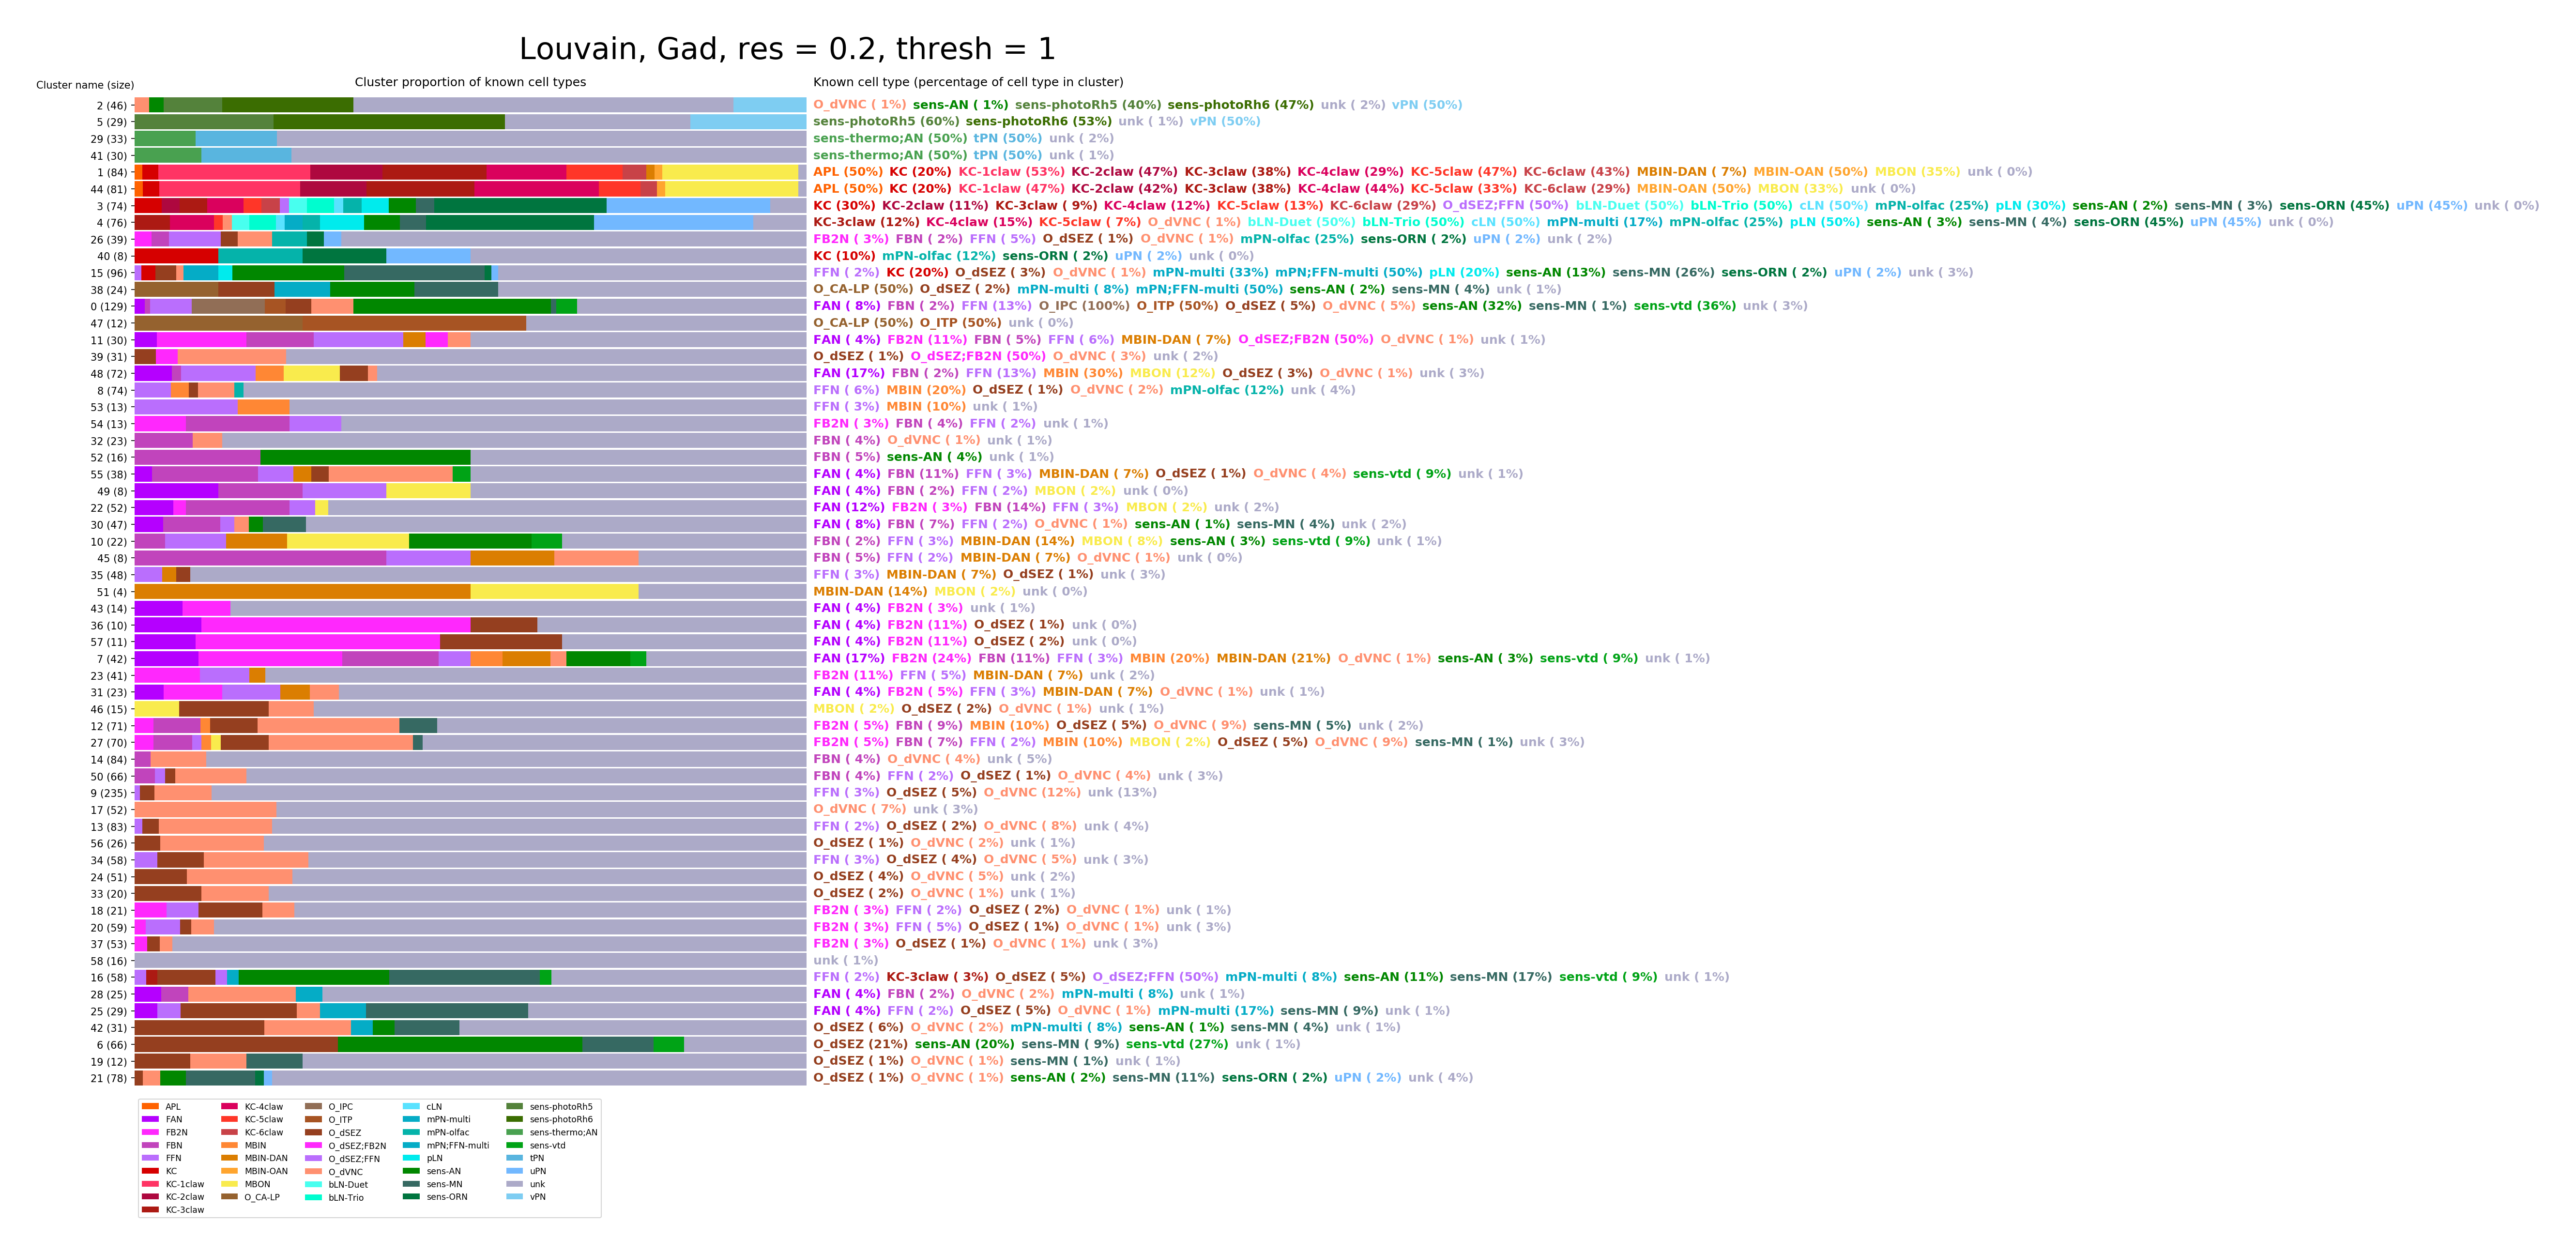 Louvain, Gad, res = 0.2, thresh = 1
Cluster name (size) Cluster proportion of known cell types Known cell type (percentage of cell type in cluster)
2 (46) O_dVNC ( 1%) sens-AN ( 1%) sens-photoRh5 (40%) sens-photoRh6 (47%) unk ( 2%) vPN (50%)
5 (29) sens-photoRh5 (60%) sens-photoRh6 (53%) unk ( 1%) vPN (50%)
29 (33) sens-thermo;AN (50%) tPN (50%) unk ( 2%)
41 (30) sens-thermo;AN (50%) tPN (50%) unk ( 1%)
1 (84) APL (50%) KC (20%) KC-1claw (53%) KC-2claw (47%) KC-3claw (38%) KC-4claw (29%) KC-5claw (47%) KC-6claw (43%) MBIN-DAN ( 7%) MBIN-OAN (50%) MBON (35%) unk ( 0%)
44 (81) APL (50%) KC (20%) KC-1claw (47%) KC-2claw (42%) KC-3claw (38%) KC-4claw (44%) KC-5claw (33%) KC-6claw (29%) MBIN-OAN (50%) MBON (33%) unk ( 0%)
3 (74) KC (30%) KC-2claw (11%) KC-3claw ( 9%) KC-4claw (12%) KC-5claw (13%) KC-6claw (29%) O_dSEZ;FFN (50%) bLN-Duet (50%) bLN-Trio (50%) cLN (50%) mPN-olfac (25%) pLN (30%) sens-AN ( 2%) sens-MN ( 3%) sens-ORN (45%) uPN (45%) unk ( 0%)
4 (76) KC-3claw (12%) KC-4claw (15%) KC-5claw ( 7%) O_dVNC ( 1%) bLN-Duet (50%) bLN-Trio (50%) cLN (50%) mPN-multi (17%) mPN-olfac (25%) pLN (50%) sens-AN ( 3%) sens-MN ( 4%) sens-ORN (45%) uPN (45%) unk ( 0%)
26 (39) FB2N ( 3%) FBN ( 2%) FFN ( 5%) O_dSEZ ( 1%) O_dVNC ( 1%) mPN-olfac (25%) sens-ORN ( 2%) uPN ( 2%) unk ( 2%)
40 (8) KC (10%) mPN-olfac (12%) sens-ORN ( 2%) uPN ( 2%) unk ( 0%)
15 (96) FFN ( 2%) KC (20%) O_dSEZ ( 3%) O_dVNC ( 1%) mPN-multi (33%) mPN;FFN-multi (50%) pLN (20%) sens-AN (13%) sens-MN (26%) sens-ORN ( 2%) uPN ( 2%) unk ( 3%)
38 (24) O_CA-LP (50%) O_dSEZ ( 2%) mPN-multi ( 8%) mPN;FFN-multi (50%) sens-AN ( 2%) sens-MN ( 4%) unk ( 1%)
0 (129) FAN ( 8%) FBN ( 2%) FFN (13%) O_IPC (100%) O_ITP (50%) O_dSEZ ( 5%) O_dVNC ( 5%) sens-AN (32%) sens-MN ( 1%) sens-vtd (36%) unk ( 3%)
47 (12) O_CA-LP (50%) O_ITP (50%) unk ( 0%)
11 (30) FAN ( 4%) FB2N (11%) FBN ( 5%) FFN ( 6%) MBIN-DAN ( 7%) O_dSEZ;FB2N (50%) O_dVNC ( 1%) unk ( 1%)
39 (31) O_dSEZ ( 1%) O_dSEZ;FB2N (50%) O_dVNC ( 3%) unk ( 2%)
48 (72) FAN (17%) FBN ( 2%) FFN (13%) MBIN (30%) MBON (12%) O_dSEZ ( 3%) O_dVNC ( 1%) unk ( 3%)
8 (74) FFN ( 6%) MBIN (20%) O_dSEZ ( 1%) O_dVNC ( 2%) mPN-olfac (12%) unk ( 4%)
53 (13) FFN ( 3%) MBIN (10%) unk ( 1%)
54 (13) FB2N ( 3%) FBN ( 4%) FFN ( 2%) unk ( 1%)
32 (23) FBN ( 4%) O_dVNC ( 1%) unk ( 1%)
52 (16) FBN ( 5%) sens-AN ( 4%) unk ( 1%)
55 (38) FAN ( 4%) FBN (11%) FFN ( 3%) MBIN-DAN ( 7%) O_dSEZ ( 1%) O_dVNC ( 4%) sens-vtd ( 9%) unk ( 1%)
49 (8) FAN ( 4%) FBN ( 2%) FFN ( 2%) MBON ( 2%) unk ( 0%)
22 (52) FAN (12%) FB2N ( 3%) FBN (14%) FFN ( 3%) MBON ( 2%) unk ( 2%)
30 (47) FAN ( 8%) FBN ( 7%) FFN ( 2%) O_dVNC ( 1%) sens-AN ( 1%) sens-MN ( 4%) unk ( 2%)
10 (22) FBN ( 2%) FFN ( 3%) MBIN-DAN (14%) MBON ( 8%) sens-AN ( 3%) sens-vtd ( 9%) unk ( 1%)
45 (8) FBN ( 5%) FFN ( 2%) MBIN-DAN ( 7%) O_dVNC ( 1%) unk ( 0%)
35 (48) FFN ( 3%) MBIN-DAN ( 7%) O_dSEZ ( 1%) unk ( 3%)
51 (4) MBIN-DAN (14%) MBON ( 2%) unk ( 0%)
43 (14) FAN ( 4%) FB2N ( 3%) unk ( 1%)
36 (10) FAN ( 4%) FB2N (11%) O_dSEZ ( 1%) unk ( 0%)
57 (11) FAN ( 4%) FB2N (11%) O_dSEZ ( 2%) unk ( 0%)
7 (42) FAN (17%) FB2N (24%) FBN (11%) FFN ( 3%) MBIN (20%) MBIN-DAN (21%) O_dVNC ( 1%) sens-AN ( 3%) sens-vtd ( 9%) unk ( 1%)
23 (41) FB2N (11%) FFN ( 5%) MBIN-DAN ( 7%) unk ( 2%)
31 (23) FAN ( 4%) FB2N ( 5%) FFN ( 3%) MBIN-DAN ( 7%) O_dVNC ( 1%) unk ( 1%)
46 (15) MBON ( 2%) O_dSEZ ( 2%) O_dVNC ( 1%) unk ( 1%)
12 (71) FB2N ( 5%) FBN ( 9%) MBIN (10%) O_dSEZ ( 5%) O_dVNC ( 9%) sens-MN ( 5%) unk ( 2%)
27 (70) FB2N ( 5%) FBN ( 7%) FFN ( 2%) MBIN (10%) MBON ( 2%) O_dSEZ ( 5%) O_dVNC ( 9%) sens-MN ( 1%) unk ( 3%)
14 (84) FBN ( 4%) O_dVNC ( 4%) unk ( 5%)
50 (66) FBN ( 4%) FFN ( 2%) O_dSEZ ( 1%) O_dVNC ( 4%) unk ( 3%)
9 (235) FFN ( 3%) O_dSEZ ( 5%) O_dVNC (12%) unk (13%)
17 (52) O_dVNC ( 7%) unk ( 3%)
13 (83) FFN ( 2%) O_dSEZ ( 2%) O_dVNC ( 8%) unk ( 4%)
56 (26) O_dSEZ ( 1%) O_dVNC ( 2%) unk ( 1%)
34 (58) FFN ( 3%) O_dSEZ ( 4%) O_dVNC ( 5%) unk ( 3%)
24 (51) O_dSEZ ( 4%) O_dVNC ( 5%) unk ( 2%)
33 (20) O_dSEZ ( 2%) O_dVNC ( 1%) unk ( 1%)
18 (21) FB2N ( 3%) FFN ( 2%) O_dSEZ ( 2%) O_dVNC ( 1%) unk ( 1%)
20 (59) FB2N ( 3%) FFN ( 5%) O_dSEZ ( 1%) O_dVNC ( 1%) unk ( 3%)
37 (53) FB2N ( 3%) O_dSEZ ( 1%) O_dVNC ( 1%) unk ( 3%)
58 (16) unk ( 1%)
16 (58) FFN ( 2%) KC-3claw ( 3%) O_dSEZ ( 5%) O_dSEZ;FFN (50%) mPN-multi ( 8%) sens-AN (11%) sens-MN (17%) sens-vtd ( 9%) unk ( 1%)
28 (25) FAN ( 4%) FBN ( 2%) O_dVNC ( 2%) mPN-multi ( 8%) unk ( 1%)
25 (29) FAN ( 4%) FFN ( 2%) O_dSEZ ( 5%) O_dVNC ( 1%) mPN-multi (17%) sens-MN ( 9%) unk ( 1%)
42 (31) O_dSEZ ( 6%) O_dVNC ( 2%) mPN-multi ( 8%) sens-AN ( 1%) sens-MN ( 4%) unk ( 1%)
6 (66) O_dSEZ (21%) sens-AN (20%) sens-MN ( 9%) sens-vtd (27%) unk ( 1%)
19 (12) O_dSEZ ( 1%) O_dVNC ( 1%) sens-MN ( 1%) unk ( 1%)
21 (78) O_dSEZ ( 1%) O_dVNC ( 1%) sens-AN ( 2%) sens-MN (11%) sens-ORN ( 2%) uPN ( 2%) unk ( 4%)
APL KC-4claw O_IPC cLN sens-photoRh5
FAN KC-5claw O_ITP mPN-multi sens-photoRh6
FB2N KC-6claw O_dSEZ mPN-olfac sens-thermo;AN
FBN MBIN O_dSEZ;FB2N mPN;FFN-multi sens-vtd
FFN MBIN-DAN O_dSEZ;FFN pLN tPN
KC MBIN-OAN O_dVNC sens-AN uPN
KC-1claw MBON bLN-Duet sens-MN unk
KC-2claw O_CA-LP bLN-Trio sens-ORN vPN
KC-3claw